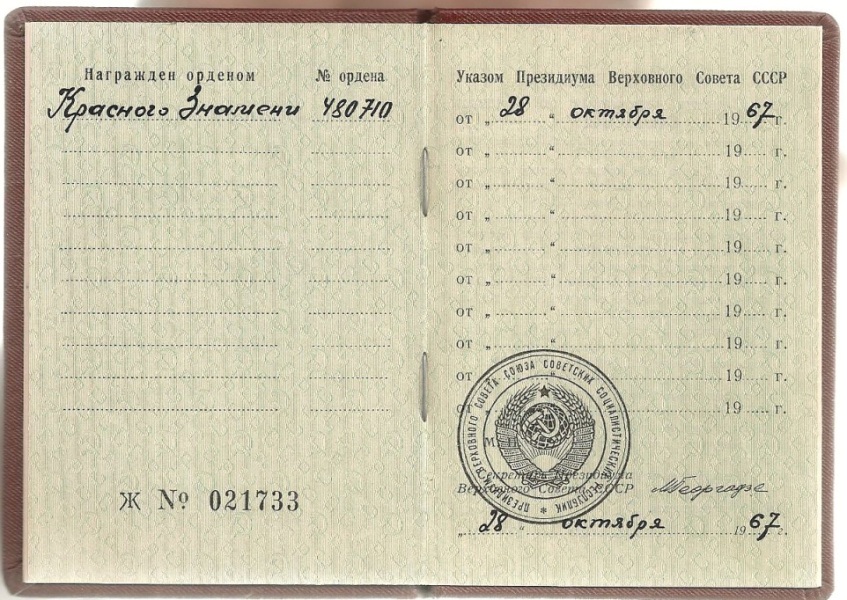 Награжден орденом № ордена
Красного Знамени 480710
Ж № 021733
Указом Президиума Верховного Совета СССР
от „ 28 “ октября 1967 г.
от „ “ 19 г.
от „ “ 19 г.
от „ “ 19 г.
от „ “ 19 г.
от „ “ 19 г.
от „ “ 19 г.
от „ “ 19 г.
от „ “ 19 г.
от „ “ 19 г.
ПРЕЗИДИУМ ВЕРХОВНОГО СОВЕТА СОЮЗА СОВЕТСКИХ СОЦИАЛИСТИЧЕСКИХ РЕСПУБЛИК
М. П.
Секретарь Президиума
Верховного Совета СССР МГеоргадзе
„ 28 “ октября 1967 г.